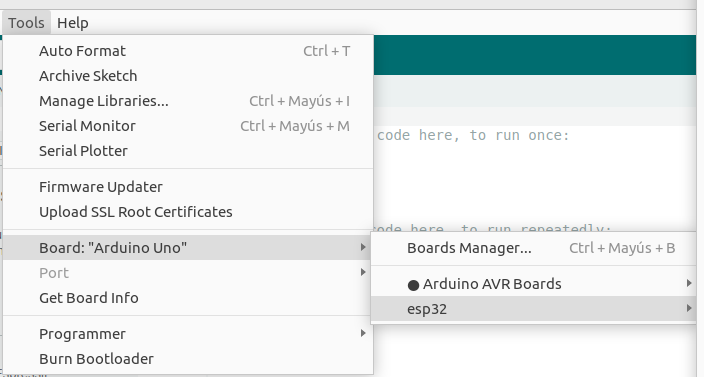 Tools Help
Auto Format Ctrl + T
Archive Sketch
Manage Libraries... Ctrl + Mayús + I
Serial Monitor Ctrl + Mayús + M
Serial Plotter
code here, to run once:
Firmware Updater
Upload SSL Root Certificates
code here, to run repeatedly:
Board: "Arduino Uno"
Port
Get Board Info
Programmer
Burn Bootloader
Boards Manager... Ctrl + Mayús + B
Arduino AVR Boards
esp32